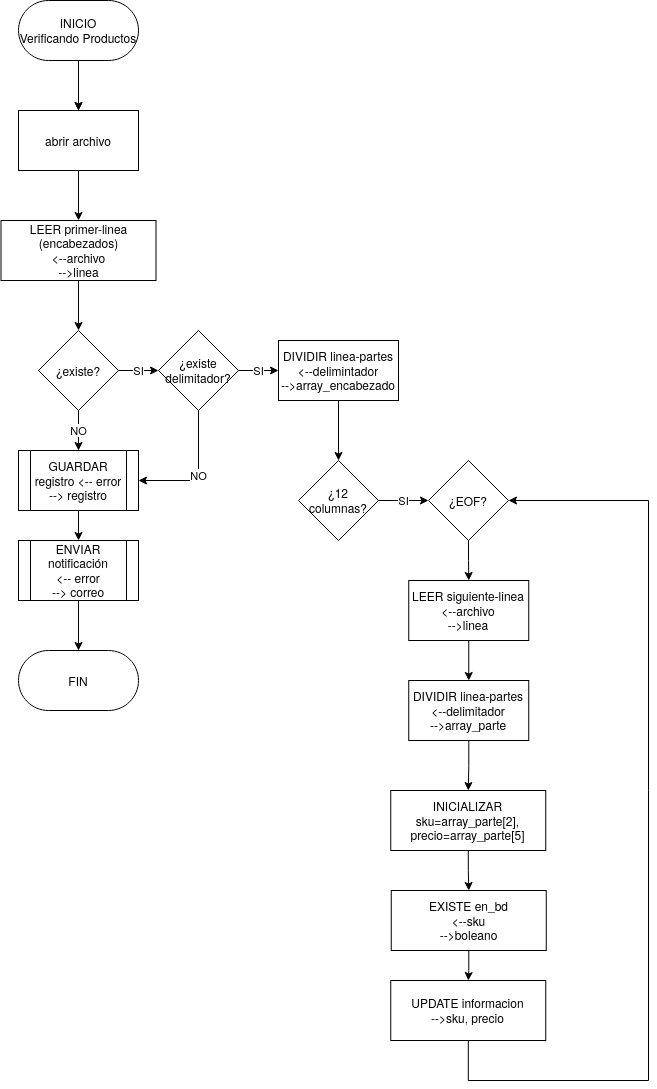 INICIO
Verificando Productos
abrir archivo
LEER primer-linea
(encabezados)
<--archivo
-->linea
¿existe?
SI
¿existe
delimitador?
SI
DIVIDIR linea-partes
<--delimintador
-->array_encabezado
NO
NO
GUARDAR
registro <-- error
--> registro
ENVIAR
notificación
<-- error
--> correo
FIN
¿12
columnas?
SI
¿EOF?
LEER siguiente-linea
<--archivo
-->linea
DIVIDIR linea-partes
<--delimitador
-->array_parte
INICIALIZAR
sku=array_parte[2],
precio=array_parte[5]
EXISTE en_bd
<--sku
-->boleano
UPDATE informacion
-->sku, precio